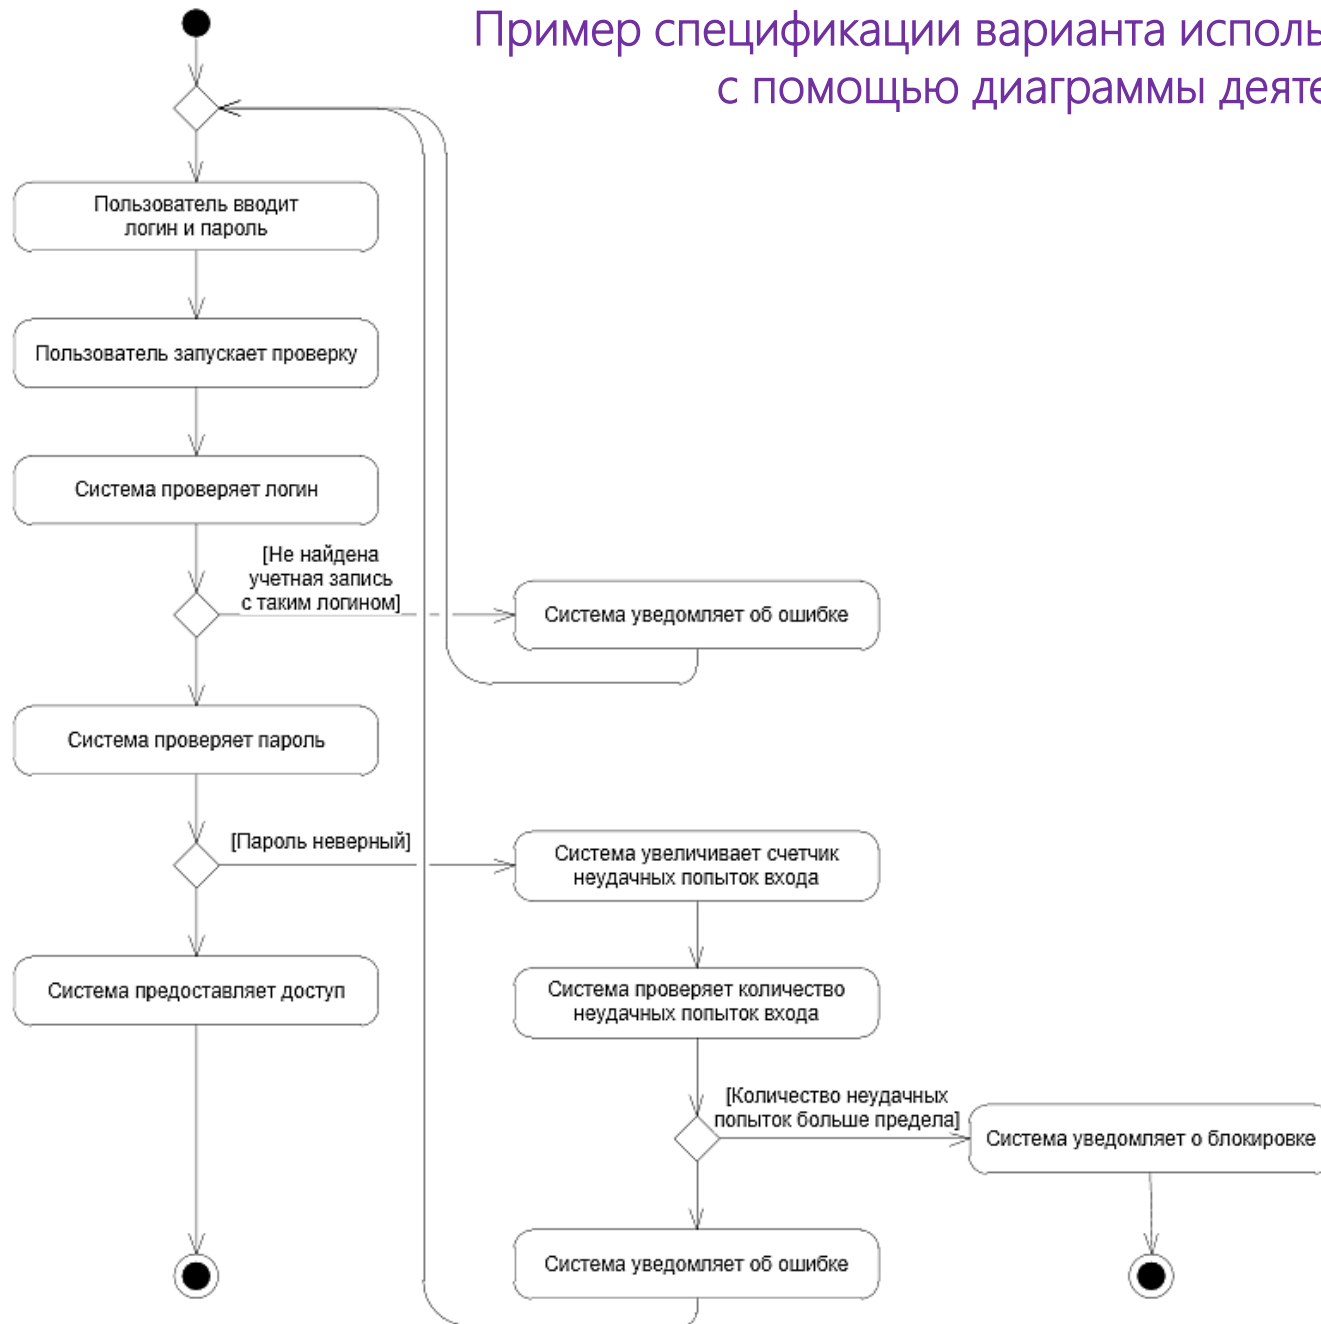 Пример спецификации варианта
с помощью диаграммы
Пользователь вводит
логин и пароль
Пользователь запускает проверку
Система проверяет логин
[Не найдена
учетная запись
с таким логином]
Система уведомляет об ошибке
Система проверяет пароль
[Пароль неверный]
Система увеличивает счетчик
неудачных попыток входа
Система предоставляет доступ
Система проверяет количество
неудачных попыток входа
[Количество неудачных
попыток больше предела]
Система уведомляет о блокировке
Система уведомляет об ошибке